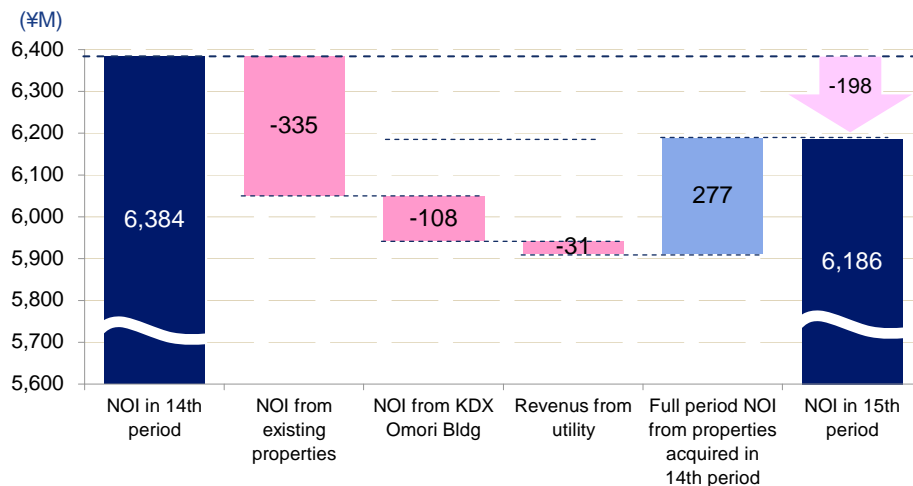 (¥M)
6,400
6,300
6,200
6,100
6,000
5,900
5,800
5,700
5,600
6,384
-335
-108
-31
277
-198
6,186
NOI in 14th
period
NOI from
existing
properties
NOI from KDX
Omori Bldg
Revenus from
utility
Full period NOI
from properties
acquired in
14th period
NOI in 15th
period